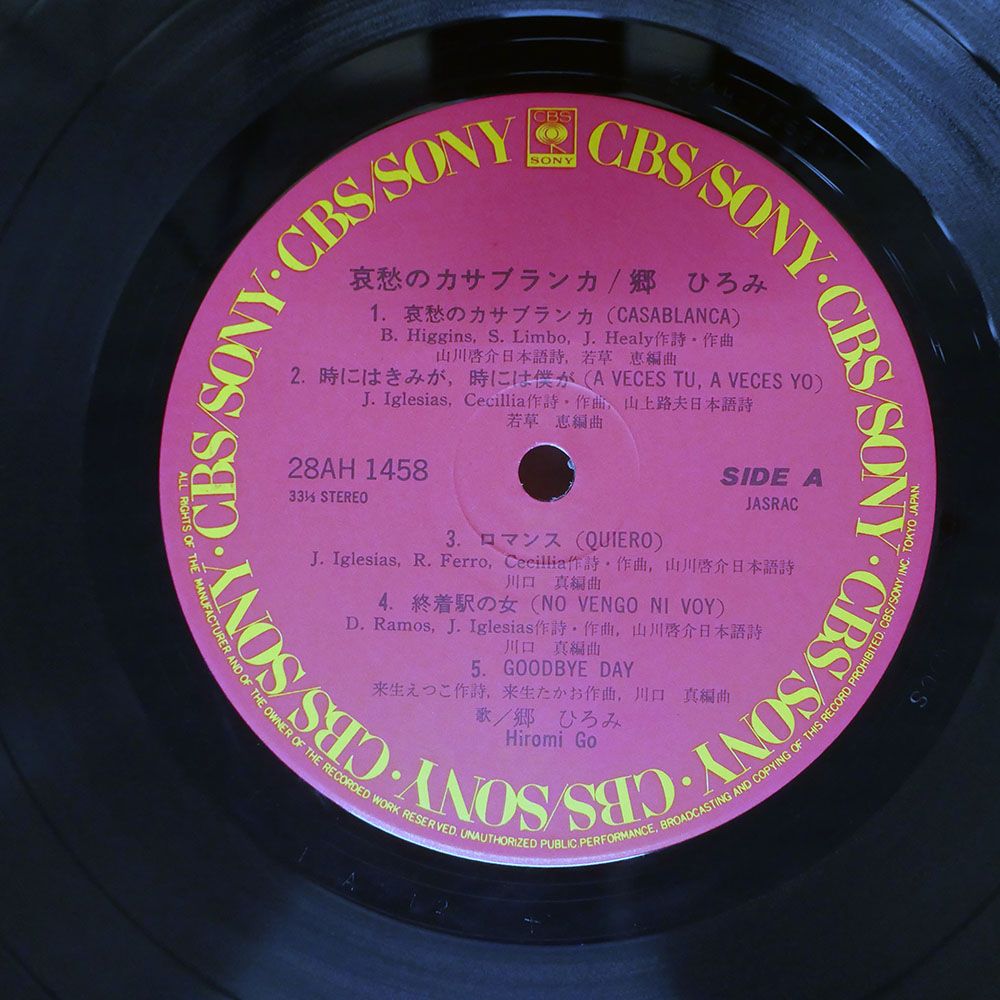 CBS
SONY
CBS/SONY · CBS/SONY · CBS/SONY · CBS/SONY · CBS/SONY · CBS/SONY · CBS/SONY · CBS/SONY · CBS/SONY
哀愁のカサブランカ/郷 ひろみ
1. 哀愁のカサブランカ (CASABLANCA)
B. Higgins, S. Limbo, J. Healy作詩・作曲
山川啓介日本語詩, 若草 恵編曲
2. 時にはきみが, 時には僕が (A VECES TU, A VECES YO)
J. Iglesias, Cecillia作詩・作曲, 山上路夫日本語詩
若草 恵編曲
28AH 1458
33⅓ STEREO
SIDE A
JASRAC
3. ロマンス (QUIERO)
J. Iglesias, R. Ferro, Cecillia作詩・作曲, 山川啓介日本語詩
川口 真編曲
4. 終着駅の女 (NO VENGO NI VOY)
D. Ramos, J. Iglesias作詩・作曲, 山川啓介日本語詩
川口 真編曲
5. GOODBYE DAY
来生えつこ作詩, 来生たかお作曲, 川口 真編曲
歌/郷 ひろみ
Hiromi Go
ALL RIGHTS OF THE MANUFACTURER AND OF THE OWNER OF THE RECORDED WORK RESERVED. UNAUTHORIZED PUBLIC PERFORMANCE, BROADCASTING AND COPYING OF THIS RECORD PROHIBITED. CBS/SONY INC. TOKYO JAPAN.